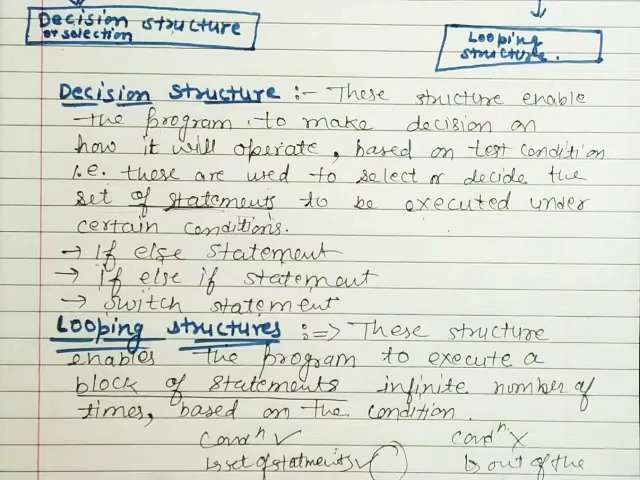 Decision structure
or selection
Looping
structure.
Decision structure :- These structure enable
the program to make decision on
how it will operate, based on test condition
i.e. these are used to select or decide the
set of statements to be executed under
certain conditions.
→ If else statement
→ if else if statement
→ switch statement
Looping structures :=> These structure
enables the program to execute a
block of statements infinite number of
times, based on the condition.
Condⁿ ✓ Condⁿ ✗
↳ set of statments ✓ ↳ out of the